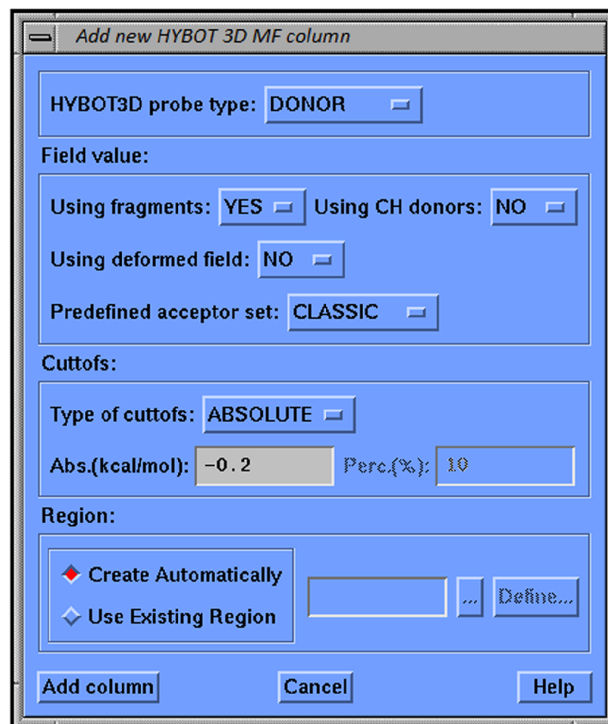 Add new HYBOT 3D MF column
HYBOT3D probe type: DONOR
Field value:
Using fragments: YES Using CH donors: NO
Using deformed field: NO
Predefined acceptor set: CLASSIC
Cuttofs:
Type of cuttofs: ABSOLUTE
Abs.(kcal/mol): -0.2 Perc.(%): 10
Region:
Create Automatically
... Define...
Use Existing Region
Add column Cancel Help